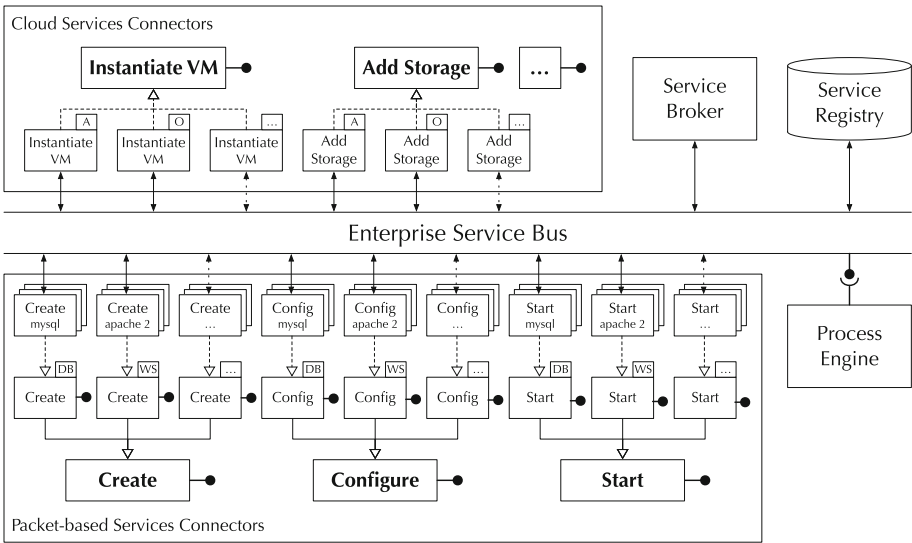 Cloud Services Connectors
Instantiate VM
Add Storage
...
A
O
...
A
O
...
Instantiate
VM
Instantiate
VM
Instantiate
VM
Add
Storage
Add
Storage
Add
Storage
Service
Broker
Service
Registry
Enterprise Service Bus
Create
mysql
Create
apache 2
Create
...
Config
mysql
Config
apache 2
Config
...
Start
mysql
Start
apache 2
Start
...
Process
Engine
DB
WS
...
DB
WS
...
DB
WS
...
Create
Create
Create
Config
Config
Config
Start
Start
Start
Create
Configure
Start
Packet-based Services Connectors